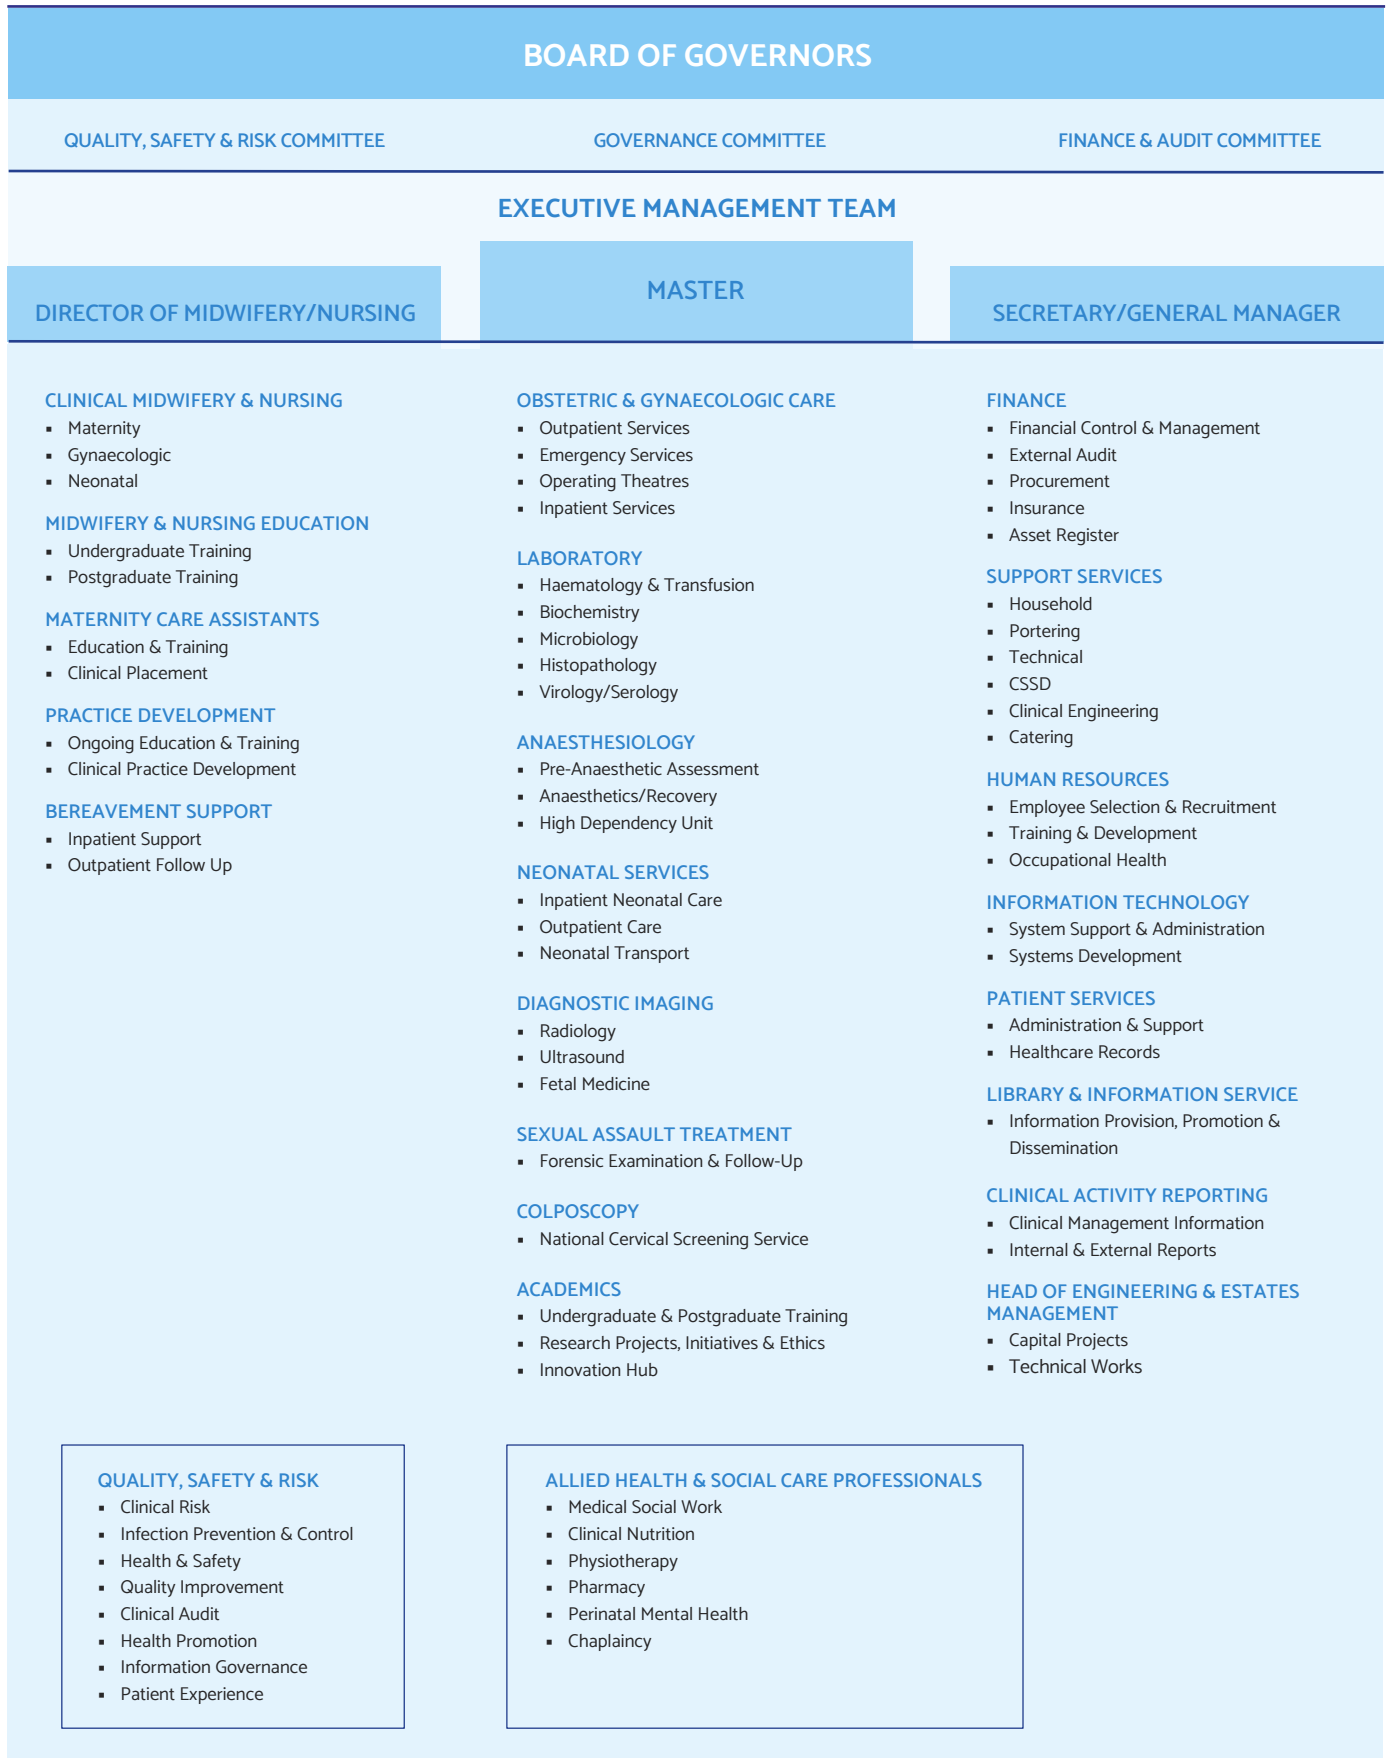 BOARD OF GOVERNORS
QUALITY, SAFETY & RISK COMMITTEE
GOVERNANCE COMMITTEE
FINANCE & AUDIT COMMITTEE
EXECUTIVE MANAGEMENT TEAM
DIRECTOR OF MIDWIFERY/NURSING
MASTER
SECRETARY/GENERAL MANAGER
CLINICAL MIDWIFERY & NURSING
▪ Maternity
▪ Gynaecologic
▪ Neonatal
MIDWIFERY & NURSING EDUCATION
▪ Undergraduate Training
▪ Postgraduate Training
MATERNITY CARE ASSISTANTS
▪ Education & Training
▪ Clinical Placement
PRACTICE DEVELOPMENT
▪ Ongoing Education & Training
▪ Clinical Practice Development
BEREAVEMENT SUPPORT
▪ Inpatient Support
▪ Outpatient Follow Up
OBSTETRIC & GYNAECOLOGIC CARE
▪ Outpatient Services
▪ Emergency Services
▪ Operating Theatres
▪ Inpatient Services
LABORATORY
▪ Haematology & Transfusion
▪ Biochemistry
▪ Microbiology
▪ Histopathology
▪ Virology/Serology
ANAESTHESIOLOGY
▪ Pre-Anaesthetic Assessment
▪ Anaesthetics/Recovery
▪ High Dependency Unit
NEONATAL SERVICES
▪ Inpatient Neonatal Care
▪ Outpatient Care
▪ Neonatal Transport
DIAGNOSTIC IMAGING
▪ Radiology
▪ Ultrasound
▪ Fetal Medicine
SEXUAL ASSAULT TREATMENT
▪ Forensic Examination & Follow-Up
COLPOSCOPY
▪ National Cervical Screening Service
ACADEMICS
▪ Undergraduate & Postgraduate Training
▪ Research Projects, Initiatives & Ethics
▪ Innovation Hub
FINANCE
▪ Financial Control & Management
▪ External Audit
▪ Procurement
▪ Insurance
▪ Asset Register
SUPPORT SERVICES
▪ Household
▪ Portering
▪ Technical
▪ CSSD
▪ Clinical Engineering
▪ Catering
HUMAN RESOURCES
▪ Employee Selection & Recruitment
▪ Training & Development
▪ Occupational Health
INFORMATION TECHNOLOGY
▪ System Support & Administration
▪ Systems Development
PATIENT SERVICES
▪ Administration & Support
▪ Healthcare Records
LIBRARY & INFORMATION SERVICE
▪ Information Provision, Promotion &
Dissemination
CLINICAL ACTIVITY REPORTING
▪ Clinical Management Information
▪ Internal & External Reports
HEAD OF ENGINEERING & ESTATES
MANAGEMENT
▪ Capital Projects
▪ Technical Works
QUALITY, SAFETY & RISK
▪ Clinical Risk
▪ Infection Prevention & Control
▪ Health & Safety
▪ Quality Improvement
▪ Clinical Audit
▪ Health Promotion
▪ Information Governance
▪ Patient Experience
ALLIED HEALTH & SOCIAL CARE PROFESSIONALS
▪ Medical Social Work
▪ Clinical Nutrition
▪ Physiotherapy
▪ Pharmacy
▪ Perinatal Mental Health
▪ Chaplaincy